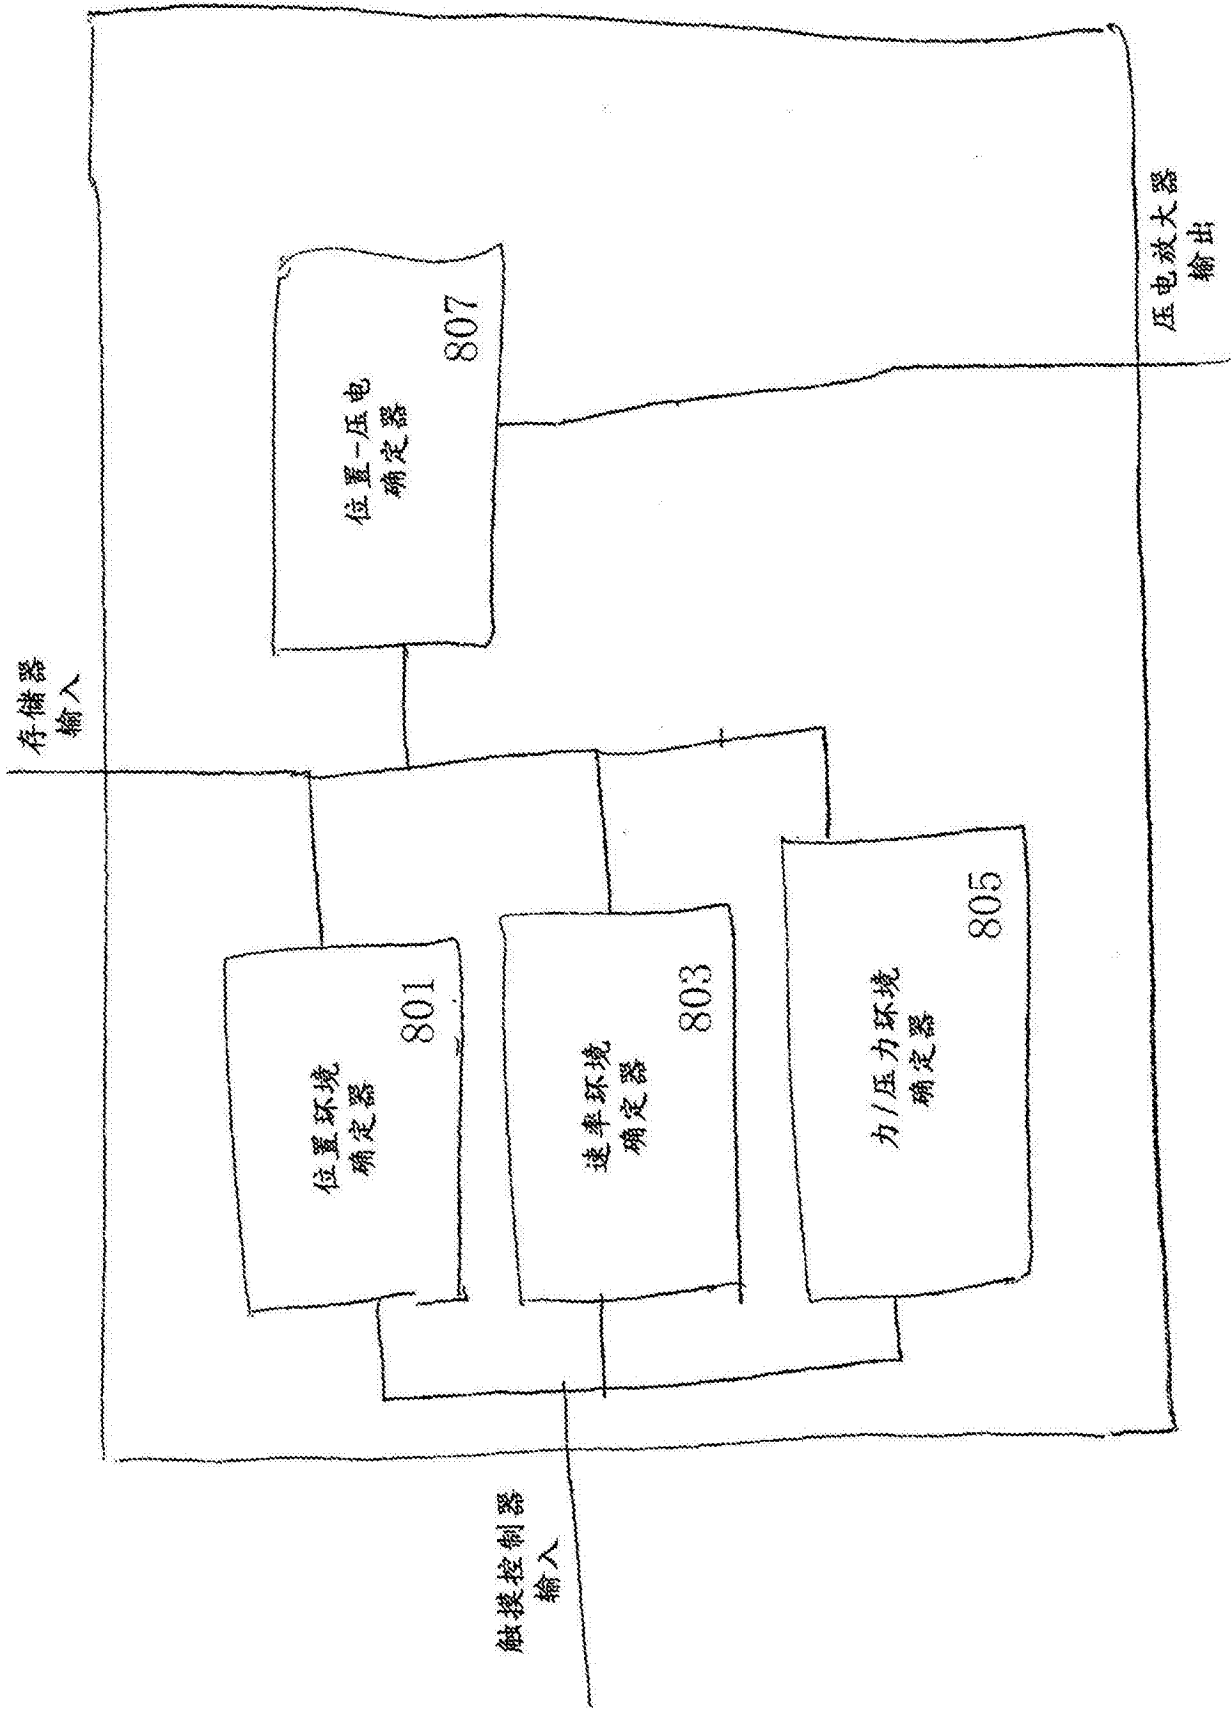 存储器
输入
位置-压电
确定器
807
位置环境
确定器
801
速率环境
确定器
803
力/压力环境
确定器
805
触摸控制器
输入
压电放大器
输出